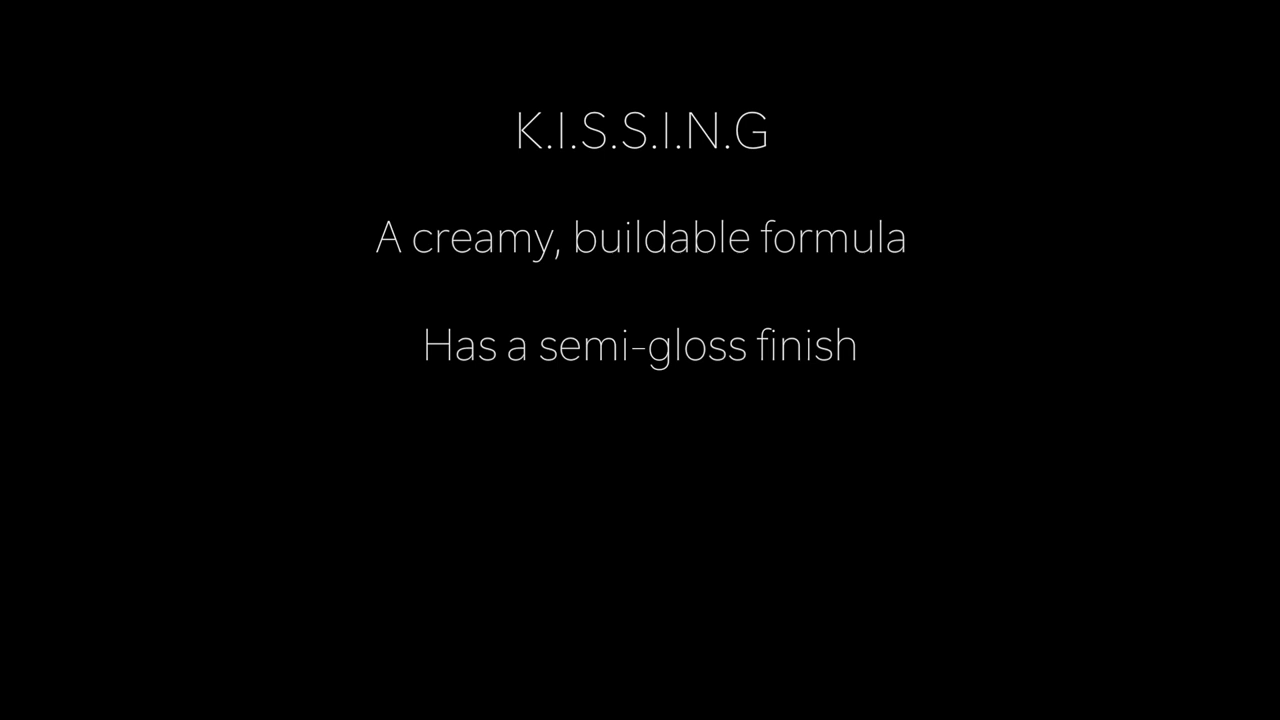 K.I.S.S.I.N.G
A creamy, buildable formula
Has a semi-gloss finish